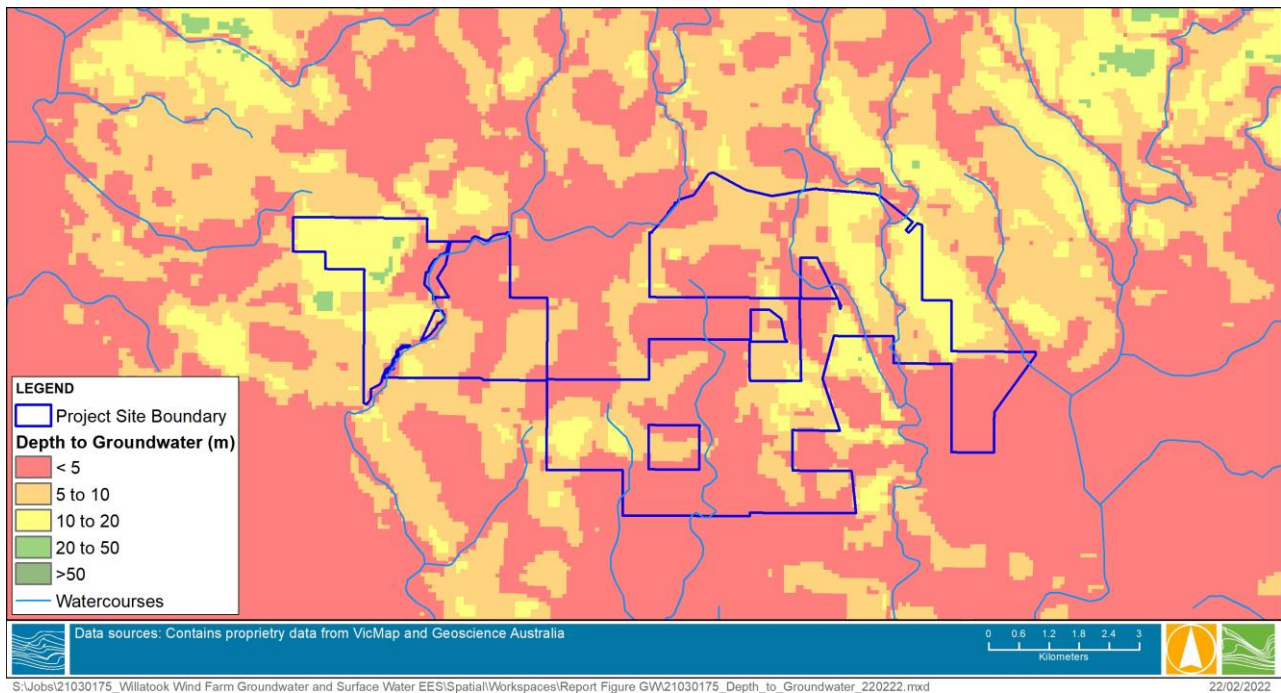 LEGEND
Project Site Boundary
Depth to Groundwater (m)
< 5
5 to 10
10 to 20
20 to 50
>50
Watercourses
Data sources: Contains proprietry data from VicMap and Geoscience Australia
0 0.6 1.2 1.8 2.4 3
Kilometers
S:\Jobs\21030175_Willatook Wind Farm Groundwater and Surface Water EES\Spatial\Workspaces\Report Figure GW\21030175_Depth_to_Groundwater_220222.mxd 22/02/2022